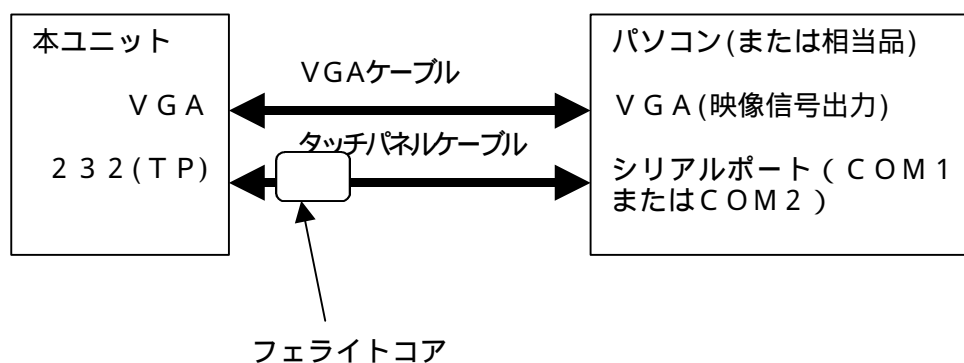 本ユニット
パソコン(または相当品)
VGAケーブル
VGA
VGA(映像信号出力)
タッチパネルケーブル
232(TP)
シリアルポート(COM1
またはCOM2)
フェライトコア